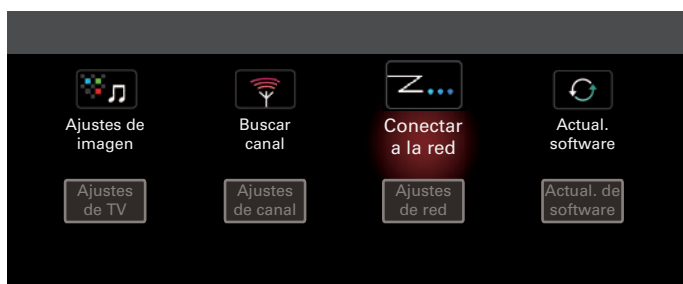 Ajustes de
imagen
Buscar
canal
Conectar
a la red
Actual.
software
Ajustes
de TV
Ajustes
de canal
Ajustes
de red
Actual. de
software